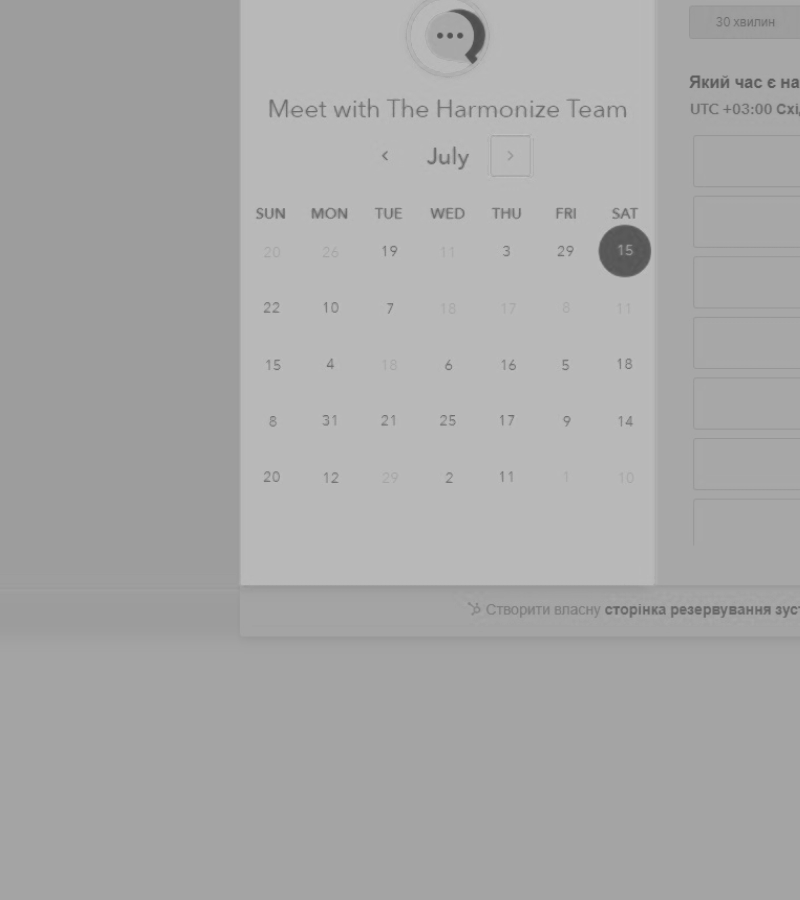 30 хвилин
Який час є на
UTC +03:00 Схі
Meet with The Harmonize Team
July
SUN MON TUE WED THU FRI SAT
20 26 19 11 3 29 15
22 10 7 18 17 8 11
15 4 18 6 16 5 18
8 31 21 25 17 9 14
20 12 29 2 11 1 10
Створити власну сторінка резервування зус